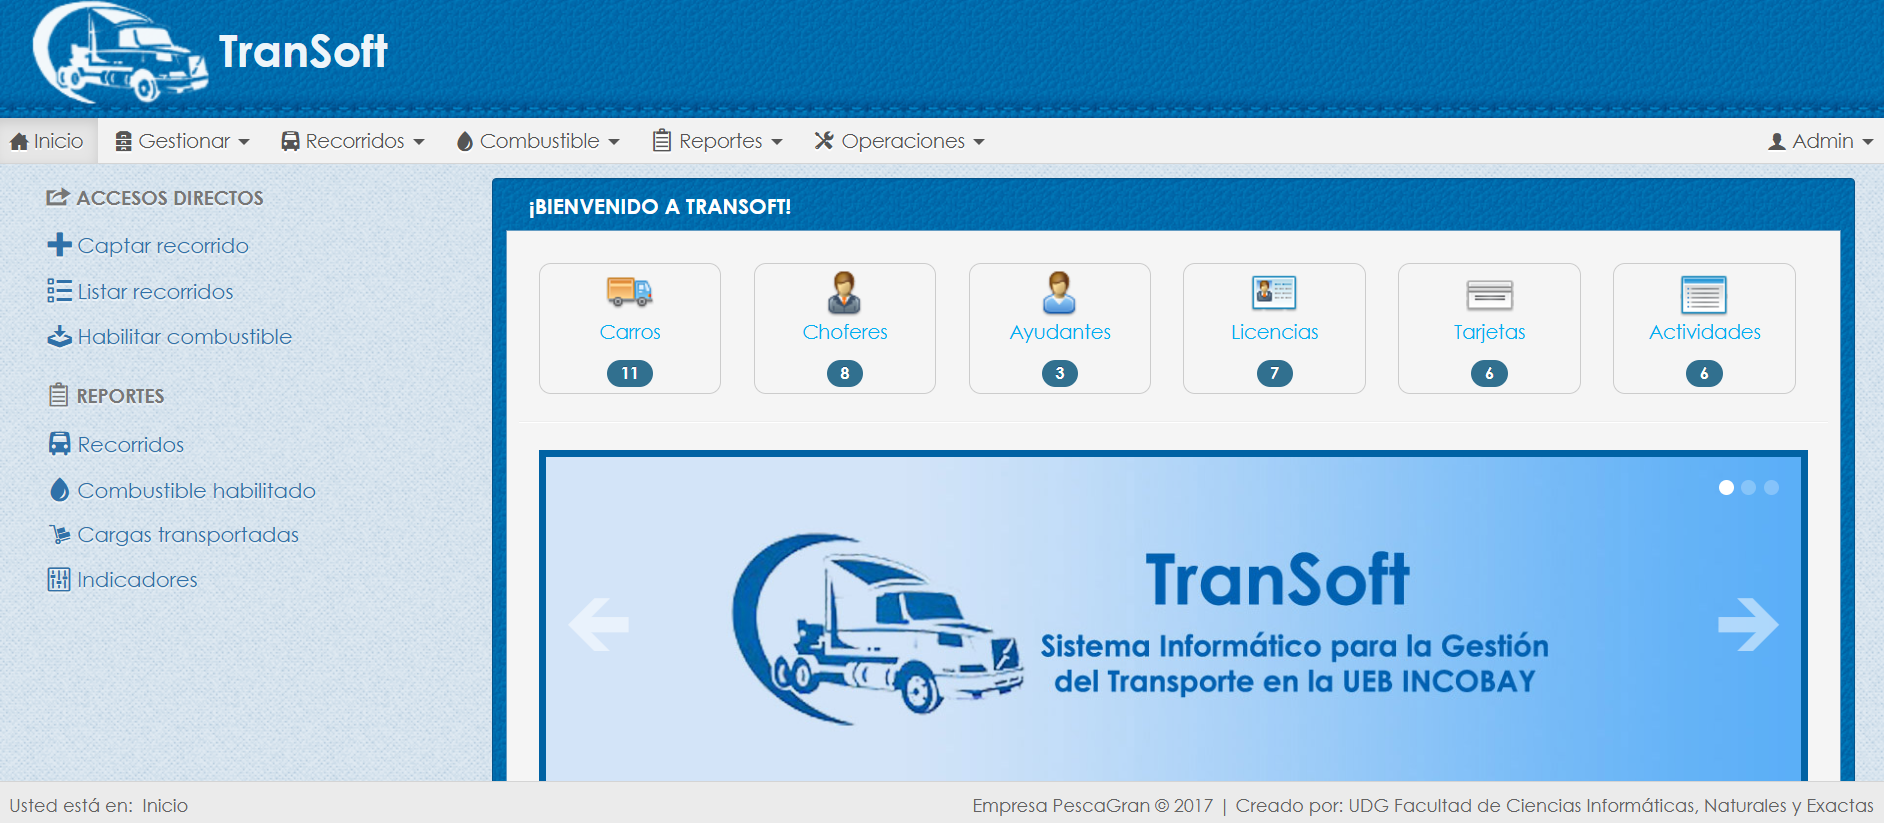 TranSoft
Inicio Gestionar Recorridos Combustible Reportes Operaciones Admin
ACCESOS DIRECTOS
Captar recorrido
Listar recorridos
Habilitar combustible
REPORTES
Recorridos
Combustible habilitado
Cargas transportadas
Indicadores
¡BIENVENIDO A TRANSOFT!
Carros Choferes Ayudantes Licencias Tarjetas Actividades
11 8 3 7 6 6
TranSoft
Sistema Informático para la Gestión
del Transporte en la UEB INCOBAY
Usted está en: Inicio
Empresa PescaGran © 2017 | Creado por: UDG Facultad de Ciencias Informáticas, Naturales y Exactas